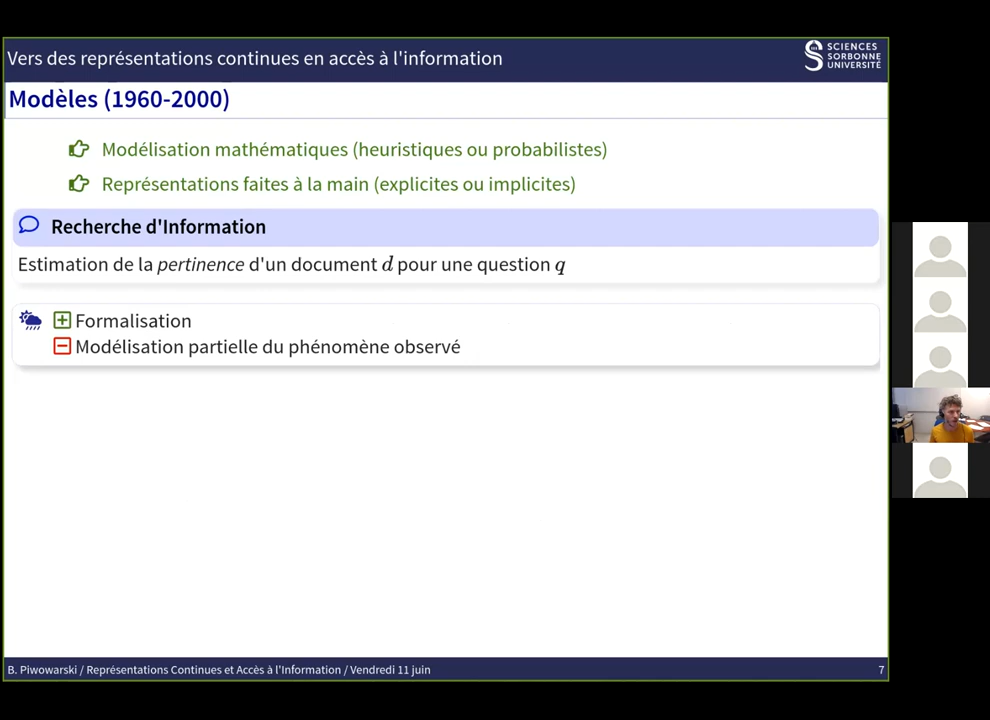 Vers des représentations continues en accès à l'information
SCIENCES
SORBONNE
UNIVERSITÉ
Modèles (1960-2000)
Modélisation mathématiques (heuristiques ou probabilistes)
Représentations faites à la main (explicites ou implicites)
Recherche d'Information
Estimation de la pertinence d'un document d pour une question q
Formalisation
Modélisation partielle du phénomène observé
B. Piwowarski / Représentations Continues et Accès à l'Information / Vendredi 11 juin
7